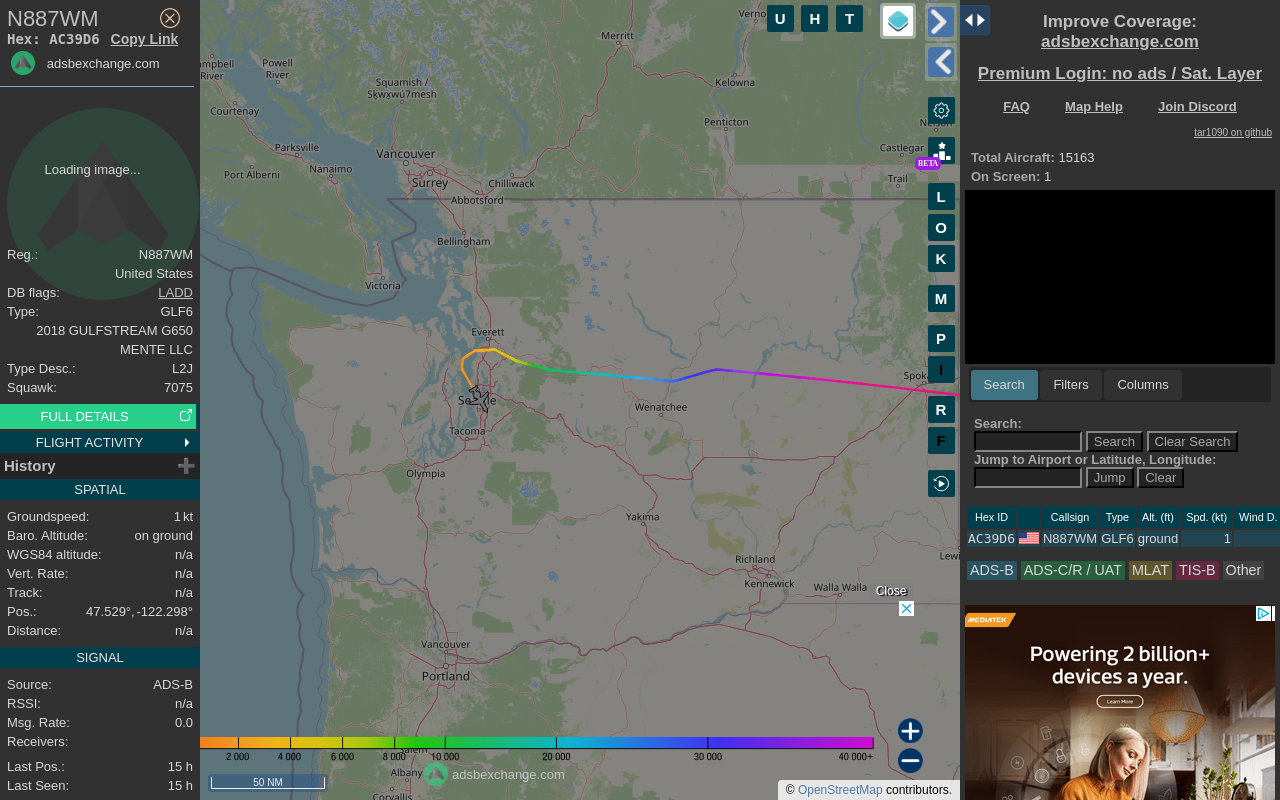 N887WM
Hex: AC39D6 Copy Link
adsbexchange.com
Loading image...
Reg.: N887WM
United States
DB flags: LADD
Type: GLF6
2018 GULFSTREAM G650
MENTE LLC
Type Desc.: L2J
Squawk: 7075
FULL DETAILS
FLIGHT ACTIVITY
History
SPATIAL
Groundspeed: 1 kt
Baro. Altitude: on ground
WGS84 altitude: n/a
Vert. Rate: n/a
Track: n/a
Pos.: 47.529°, -122.298°
Distance: n/a
SIGNAL
Source: ADS-B
RSSI: n/a
Msg. Rate: 0.0
Receivers:
Last Pos.: 15 h
Last Seen: 15 h
U H T
Merritt
Powell
River
River
Squamish /
Sḵwx̱wú7mesh
Kelowna
Courtenay
Penticton
Parksville
Vancouver
Castlegar
Nanaimo
Port Alberni
Surrey
Chilliwack
Trail
Abbotsford
Bellingham
Victoria
Everett
Wenatchee
Tacoma
Olympia
Yakima
Richland
Kennewick
Walla Walla
Vancouver
Portland
Albany
Corvallis
BETA
L
O
K
M
P
I
R
F
Close
2 000 4 000 6 000 8 000 10 000 20 000 30 000 40 000+
50 NM
adsbexchange.com
© OpenStreetMap contributors.
Improve Coverage:
adsbexchange.com
Premium Login: no ads / Sat. Layer
FAQ Map Help Join Discord
tar1090 on github
Total Aircraft: 15163
On Screen: 1
Search Filters Columns
Search:
Search Clear Search
Jump to Airport or Latitude, Longitude:
Jump Clear
Hex ID Callsign Type Alt. (ft) Spd. (kt) Wind D.
AC39D6 N887WM GLF6 ground 1
ADS-B ADS-C/R / UAT MLAT TIS-B Other
MEDIATEK
Powering 2 billion+
devices a year.
Learn More